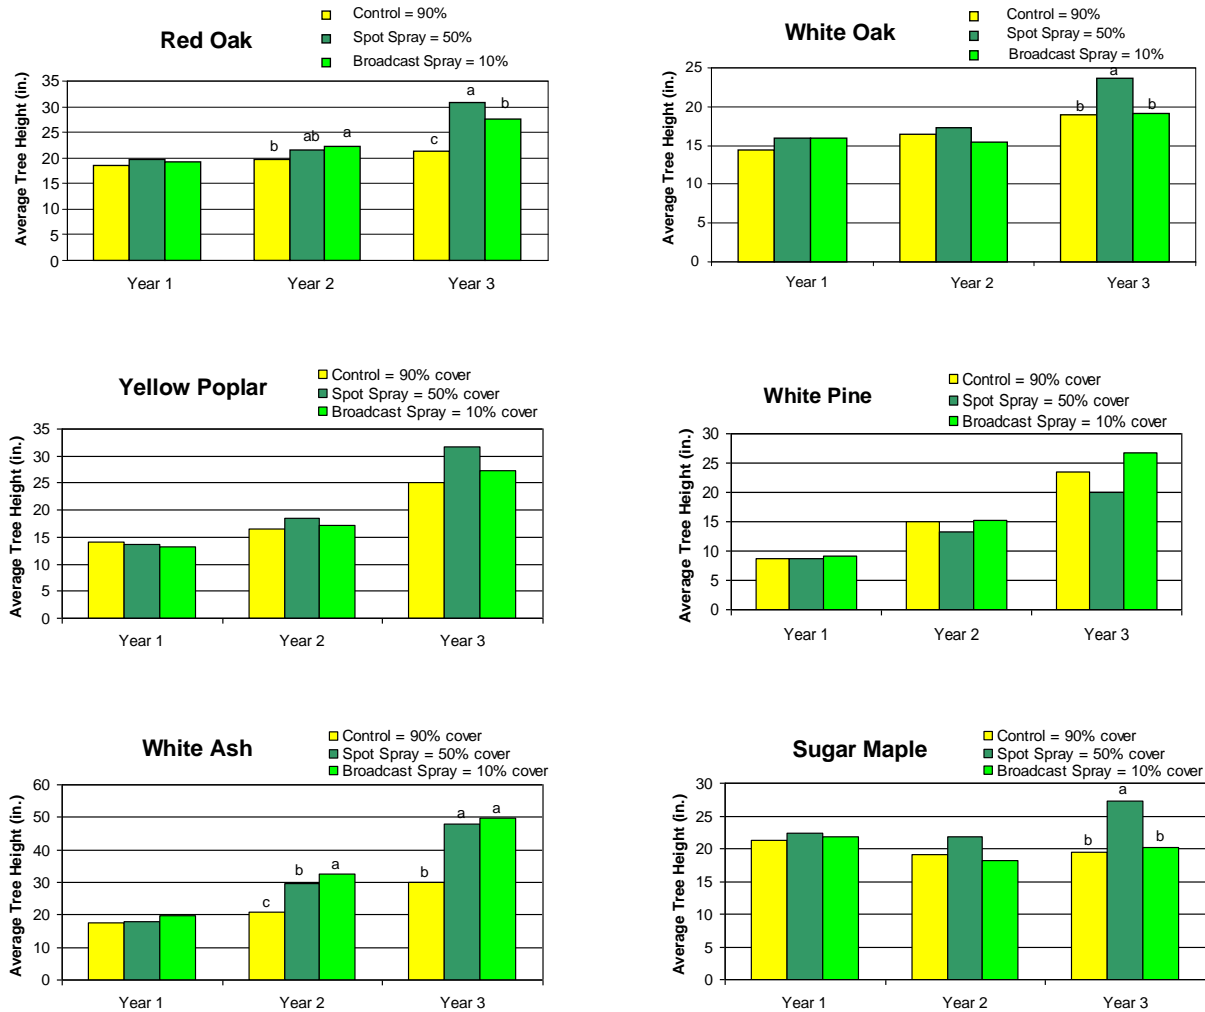 Red Oak
Control = 90%
Spot Spray = 50%
Broadcast Spray = 10%
Average Tree Height (in.)
35
30
25
20
15
10
5
0
b
ab
a
c
a
b
Year 1
Year 2
Year 3
White Oak
Control = 90%
Spot Spray = 50%
Broadcast Spray = 10%
Average Tree Height (in.)
25
20
15
10
5
0
b
a
b
Year 1
Year 2
Year 3
Yellow Poplar
Control = 90% cover
Spot Spray = 50% cover
Broadcast Spray = 10% cover
Average Tree Height (in.)
35
30
25
20
15
10
5
0
Year 1
Year 2
Year 3
White Pine
Control = 90% cover
Spot Spray = 50% cover
Broadcast Spray = 10% cover
Average Tree Height (in.)
30
25
20
15
10
5
0
Year 1
Year 2
Year 3
White Ash
Control = 90% cover
Spot Spray = 50% cover
Broadcast Spray = 10% cover
Average Tree Height (in.)
60
50
40
30
20
10
0
c
b
a
b
a
a
Year 1
Year 2
Year 3
Sugar Maple
Control = 90% cover
Spot Spray = 50% cover
Broadcast Spray = 10% cover
Average Tree Height (in.)
30
25
20
15
10
5
0
b
a
b
Year 1
Year 2
Year 3